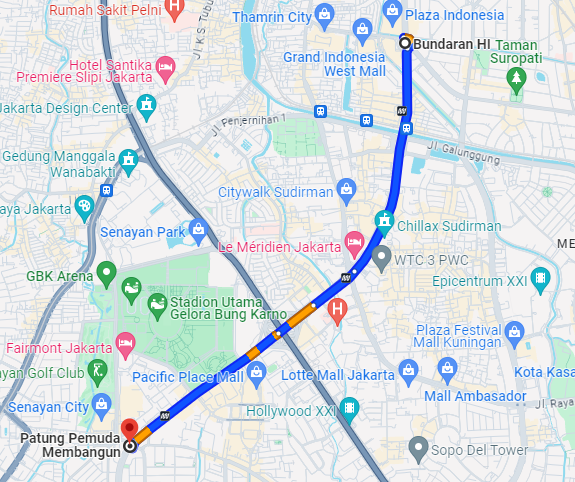 Rumah Sakit Pelni
Jl K.S. Tubu
Thamrin City
Plaza Indonesia
Bundaran HI
Grand Indonesia
West Mall
Taman
Suropati
Hotel Santika
Premiere Slipi Jakarta
Jakarta Design Center
Jl. Penjernihan 1
Jl Galunggung
Gedung Manggala
Wanabakti
Citywalk Sudirman
aya Jakarta
Senayan Park
Chillax Sudirman
Le Méridien Jakarta
ME
WTC 3 PWC
GBK Arena
Epicentrum XXI
Stadion Utama
Gelora Bung Karno
Fairmont Jakarta
Plaza Festival
Mall Kuningan
ayan Golf Club
Pacific Place Mall
Lotte Mall Jakarta
Kota Kasa
Mall Ambasador
Senayan City
Hollywood XXI
Jl. Raya
Patung Pemuda
Membangun
Sopo Del Tower